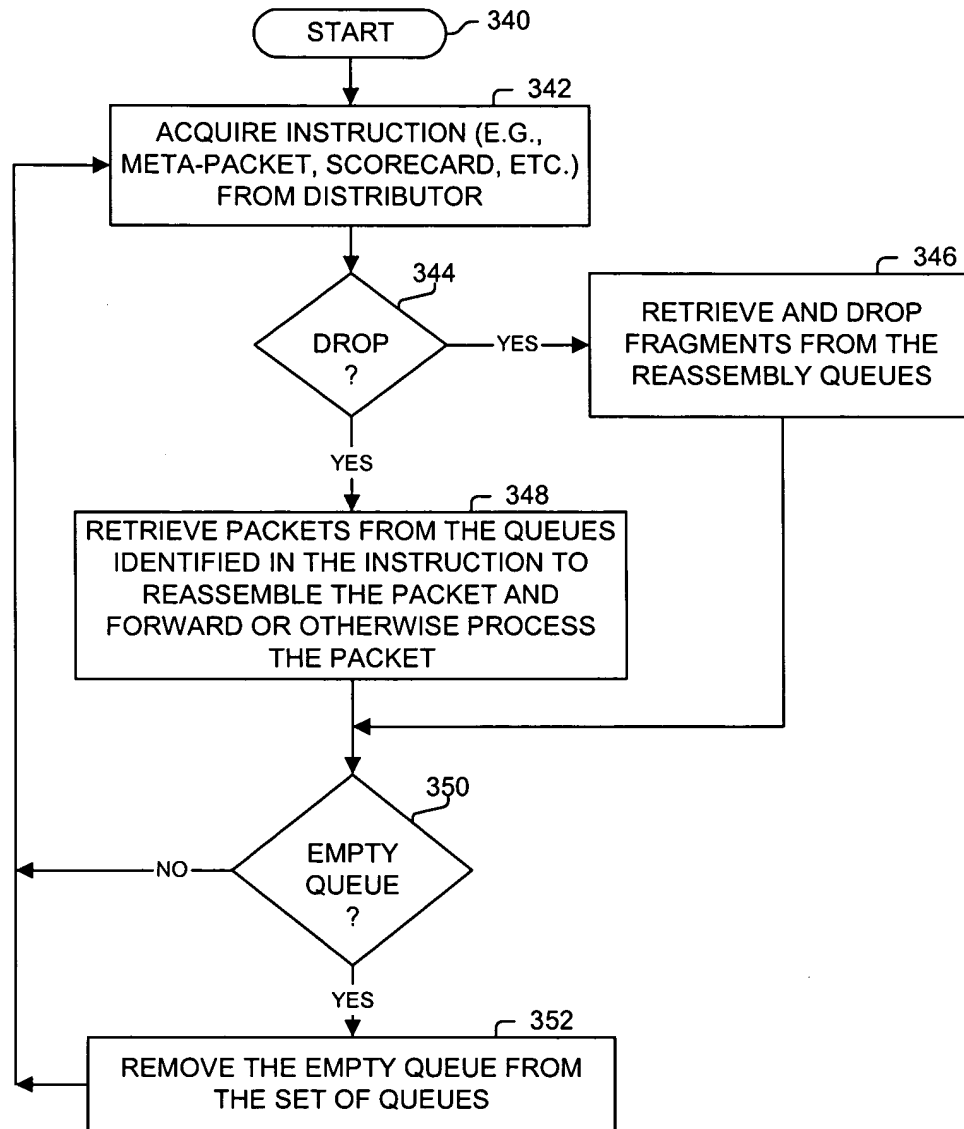 START
340
342
ACQUIRE INSTRUCTION (E.G.,
META-PACKET, SCORECARD, ETC.)
FROM DISTRIBUTOR
344
DROP
?
YES
346
RETRIEVE AND DROP
FRAGMENTS FROM THE
REASSEMBLY QUEUES
YES
348
RETRIEVE PACKETS FROM THE QUEUES
IDENTIFIED IN THE INSTRUCTION TO
REASSEMBLE THE PACKET AND
FORWARD OR OTHERWISE PROCESS
THE PACKET
350
EMPTY
QUEUE
?
NO
YES
352
REMOVE THE EMPTY QUEUE FROM
THE SET OF QUEUES